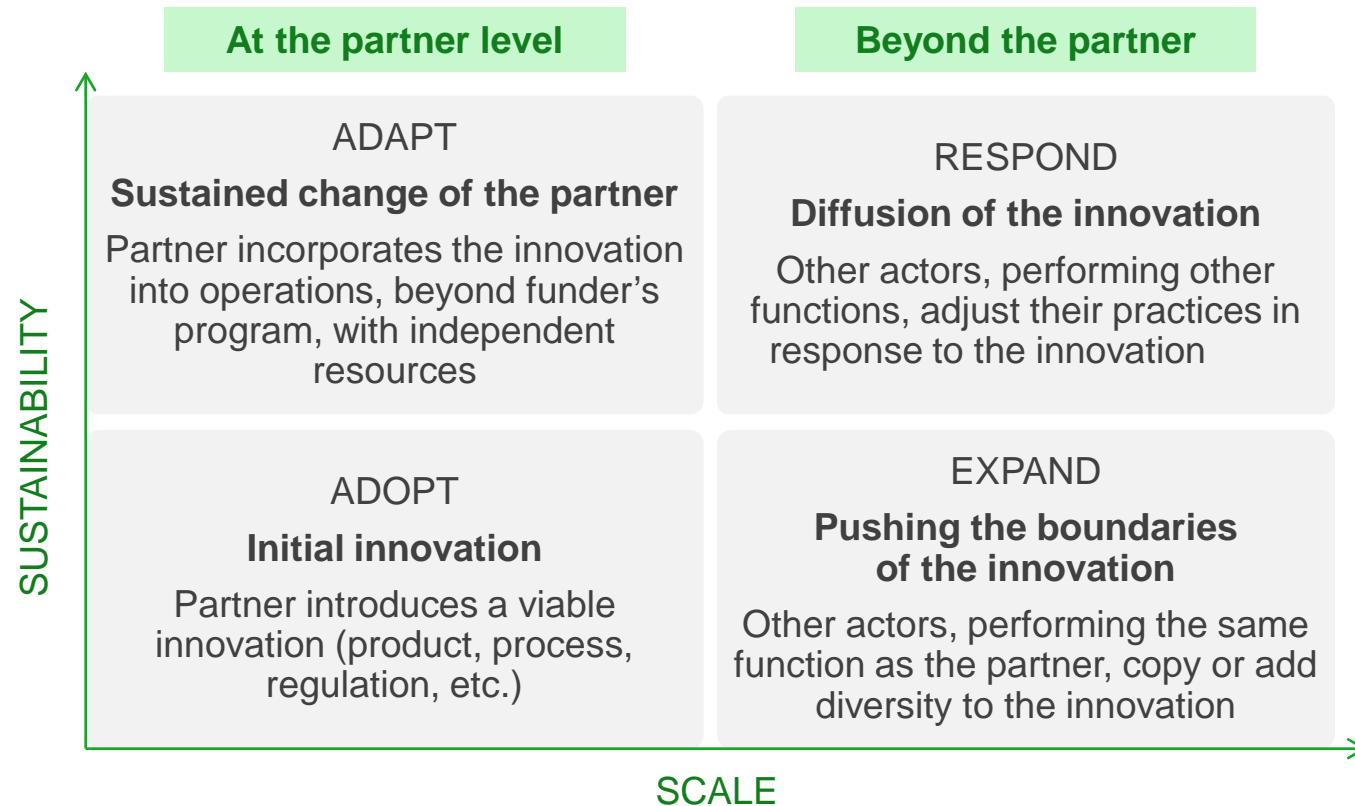 At the partner level
Beyond the partner
SUSTAINABILITY
ADAPT
Sustained change of the partner
Partner incorporates the innovation
into operations, beyond funder’s
program, with independent
resources
RESPOND
Diffusion of the innovation
Other actors, performing other
functions, adjust their practices in
response to the innovation
ADOPT
Initial innovation
Partner introduces a viable
innovation (product, process,
regulation, etc.)
EXPAND
Pushing the boundaries
of the innovation
Other actors, performing the same
function as the partner, copy or add
diversity to the innovation
SCALE